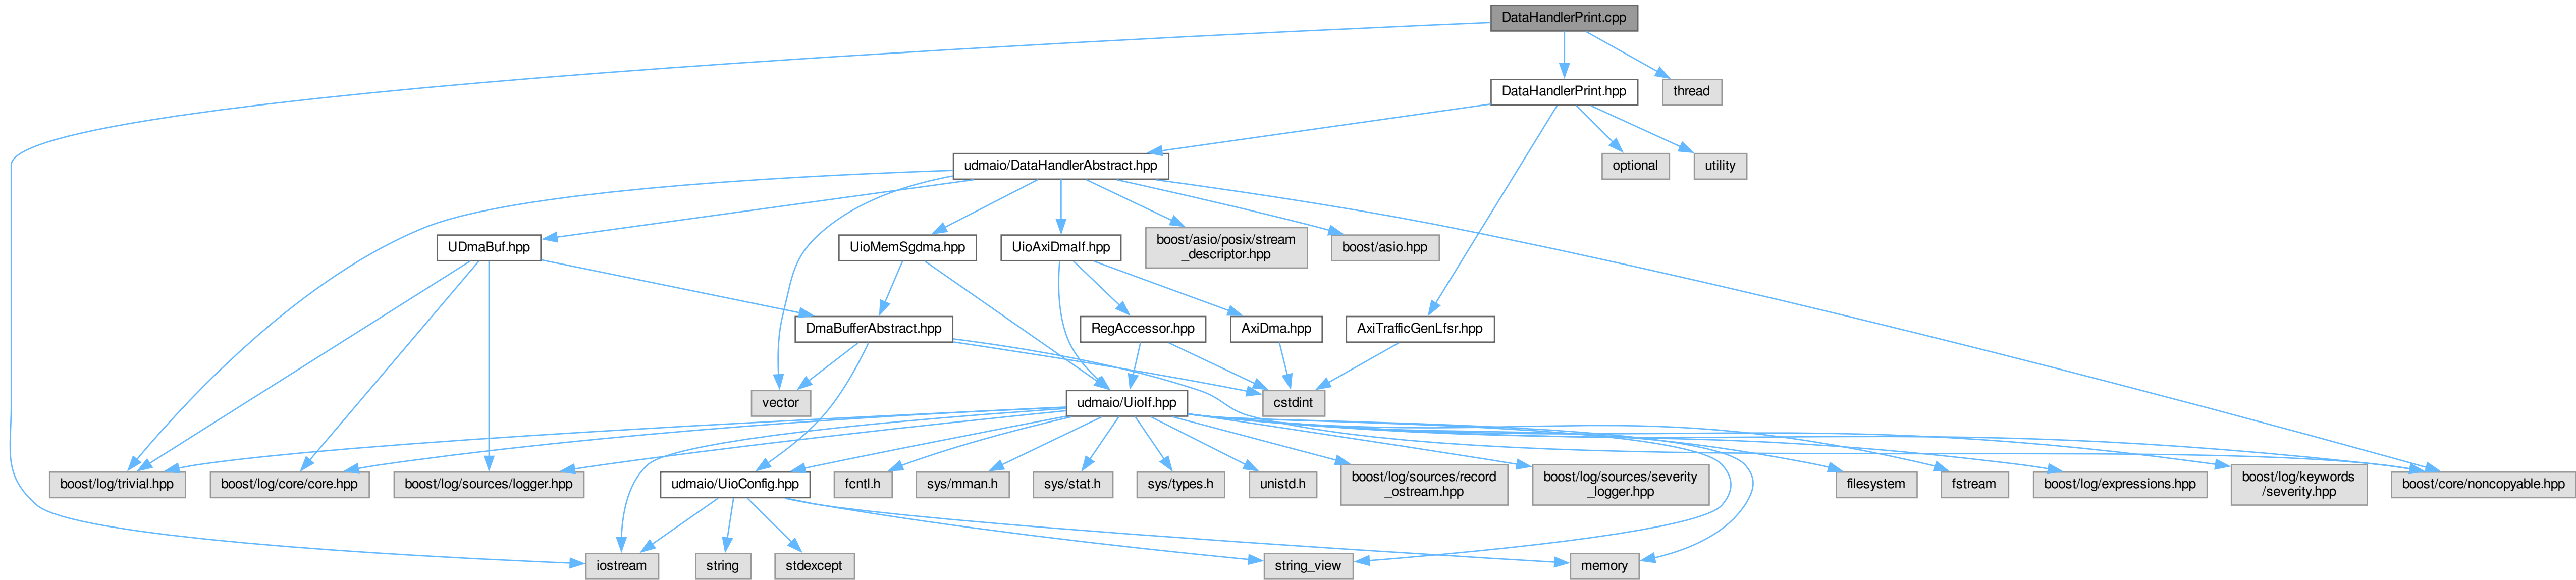 DataHandlerPrint.cpp
DataHandlerPrint.hpp
thread
udmaio/DataHandlerAbstract.hpp
optional
utility
UDmaBuf.hpp
UioMemSgdma.hpp
UioAxiDmaIf.hpp
boost/asio/posix/stream
_descriptor.hpp
boost/asio.hpp
DmaBufferAbstract.hpp
RegAccessor.hpp
AxiDma.hpp
AxiTrafficGenLfsr.hpp
vector
udmaio/UioIf.hpp
cstdint
boost/log/trivial.hpp
boost/log/core/core.hpp
boost/log/sources/logger.hpp
udmaio/UioConfig.hpp
fcntl.h
sys/mman.h
sys/stat.h
sys/types.h
unistd.h
boost/log/sources/record
_ostream.hpp
boost/log/sources/severity
_logger.hpp
filesystem
fstream
boost/log/expressions.hpp
boost/log/keywords
/severity.hpp
boost/core/noncopyable.hpp
iostream
string
stdexcept
string_view
memory